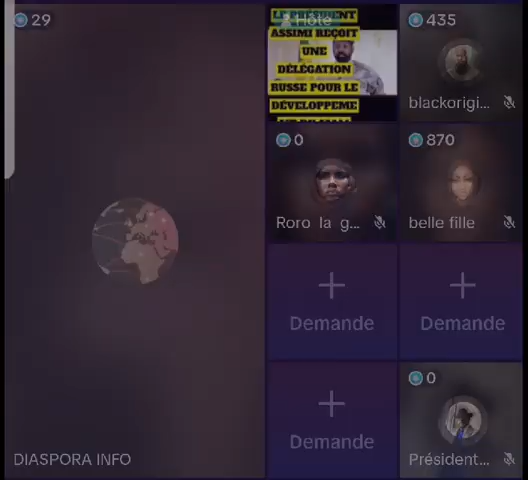 29
Hôte
LE PRÉSIDENT
ASSIMI REÇOIT
UNE
DÉLÉGATION
RUSSE POUR LE
DÉVELOPPEME
435
blackorigi...
0
Roro la g...
870
belle fille
Demande
Demande
Demande
0
Président...
DIASPORA INFO